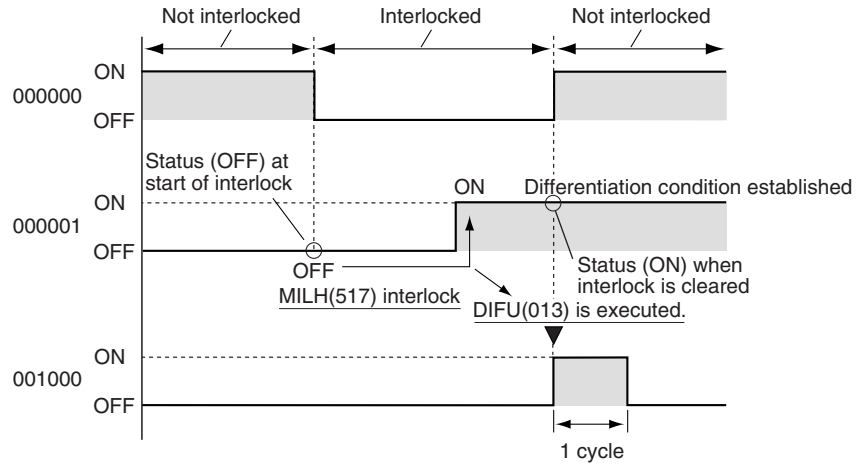 Not interlocked Interlocked Not interlocked
ON
000000
OFF
Status (OFF) at
start of interlock
ON Differentiation condition established
ON
000001
OFF
OFF
MILH(517) interlock
Status (ON) when
interlock is cleared
DIFU(013) is executed.
ON
001000
OFF
1 cycle